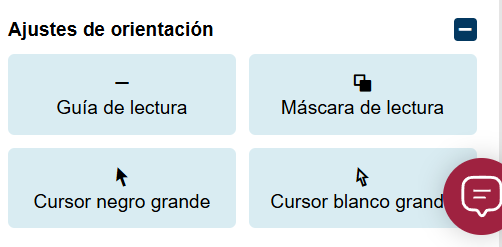 Ajustes de orientación
Guía de lectura
Máscara de lectura
Cursor negro grande
Cursor blanco grand